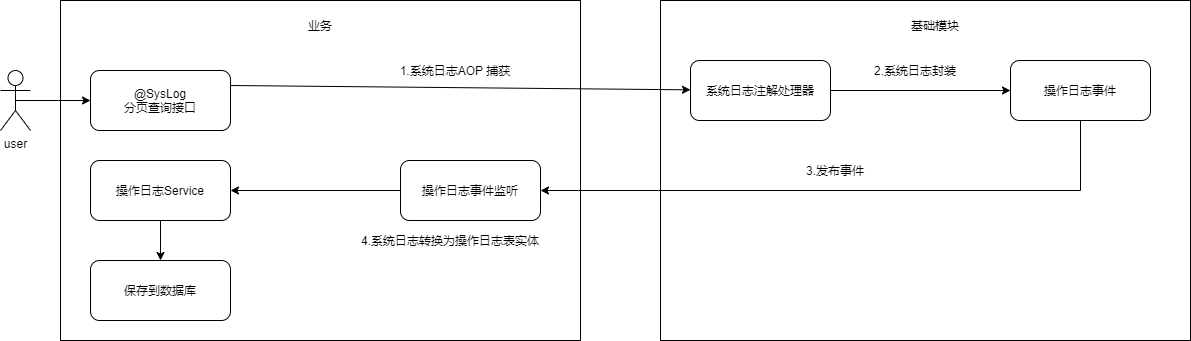 业务
基础模块
1.系统日志AOP 捕获
2.系统日志封装
@SysLog
分页查询接口
系统日志注解处理器
操作日志事件
user
3.发布事件
操作日志Service
操作日志事件监听
4.系统日志转换为操作日志表实体
保存到数据库